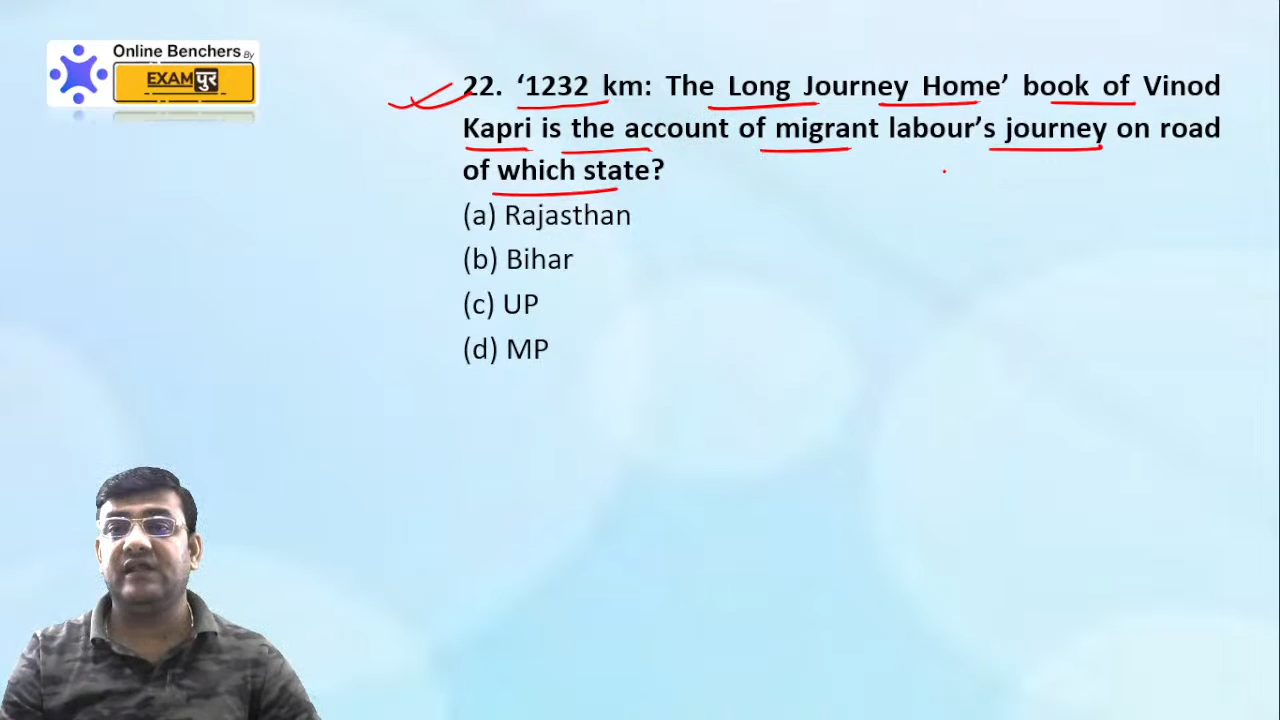 Online Benchers By
EXAMपुर
22. ‘1232 km: The Long Journey Home’ book of Vinod
Kapri is the account of migrant labour’s journey on road
of which state?
(a) Rajasthan
(b) Bihar
(c) UP
(d) MP